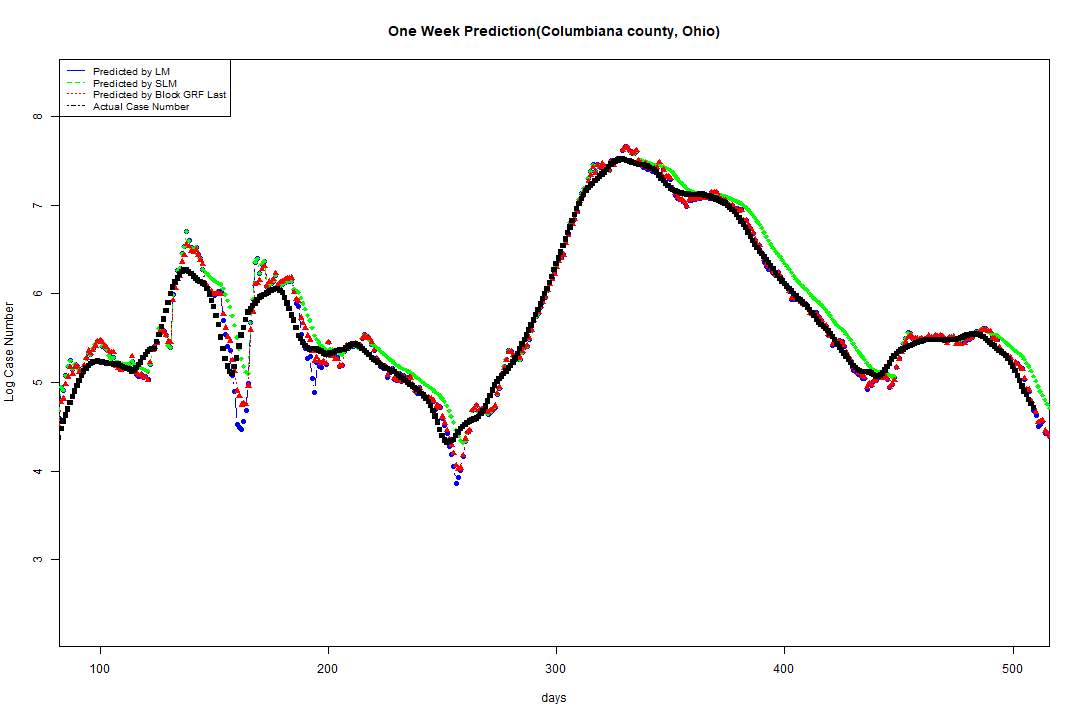 One Week Prediction(Columbiana county, Ohio)
Predicted by LM
Predicted by SLM
Predicted by Block GRF Last
Actual Case Number
8
7
6
5
4
3
Log Case Number
100 200 300 400 500
days